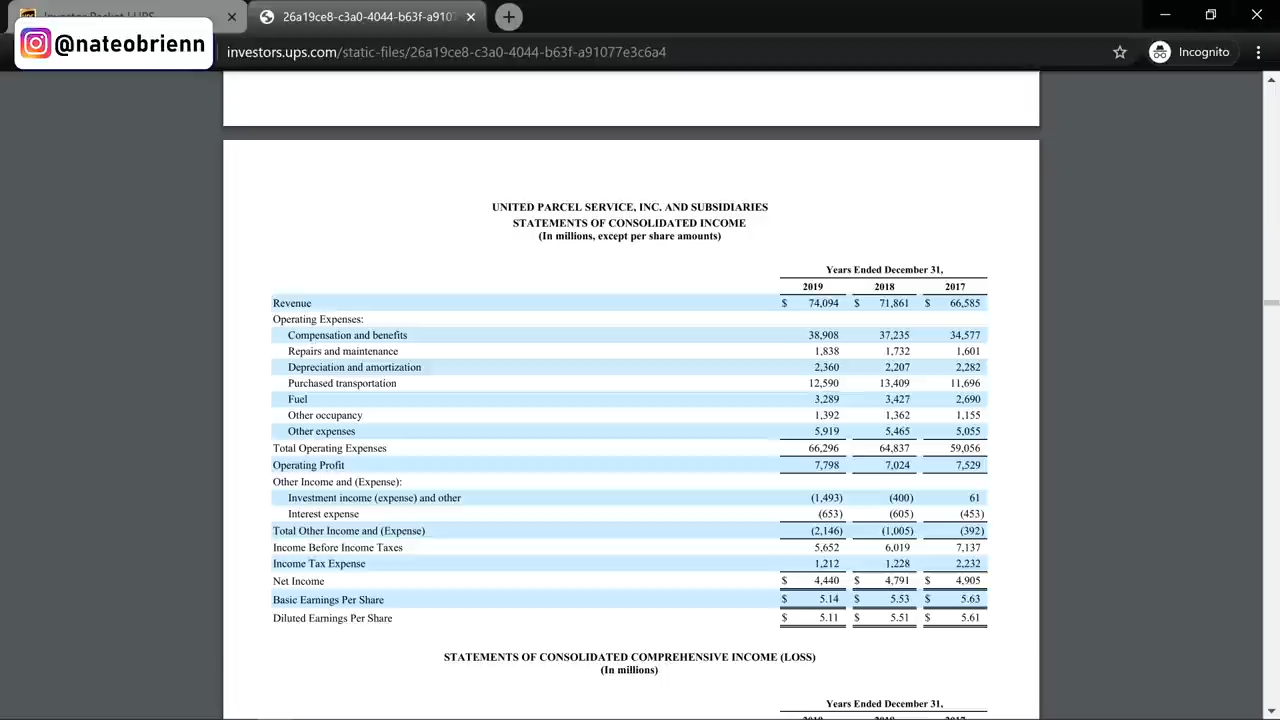 Investor Packet | UPS
26a19ce8-c3a0-4044-b63f-a910
@nateobrienn
investors.ups.com/static-files/26a19ce8-c3a0-4044-b63f-a91077e3c6a4
Incognito
UNITED PARCEL SERVICE, INC. AND SUBSIDIARIES
STATEMENTS OF CONSOLIDATED INCOME
(In millions, except per share amounts)
Years Ended December 31,
2019 2018 2017
Revenue $ 74,094 $ 71,861 $ 66,585
Operating Expenses:
Compensation and benefits 38,908 37,235 34,577
Repairs and maintenance 1,838 1,732 1,601
Depreciation and amortization 2,360 2,207 2,282
Purchased transportation 12,590 13,409 11,696
Fuel 3,289 3,427 2,690
Other occupancy 1,392 1,362 1,155
Other expenses 5,919 5,465 5,055
Total Operating Expenses 66,296 64,837 59,056
Operating Profit 7,798 7,024 7,529
Other Income and (Expense):
Investment income (expense) and other (1,493) (400) 61
Interest expense (653) (605) (453)
Total Other Income and (Expense) (2,146) (1,005) (392)
Income Before Income Taxes 5,652 6,019 7,137
Income Tax Expense 1,212 1,228 2,232
Net Income $ 4,440 $ 4,791 $ 4,905
Basic Earnings Per Share $ 5.14 $ 5.53 $ 5.63
Diluted Earnings Per Share $ 5.11 $ 5.51 $ 5.61
STATEMENTS OF CONSOLIDATED COMPREHENSIVE INCOME (LOSS)
(In millions)
Years Ended December 31,
2019 2018 2017